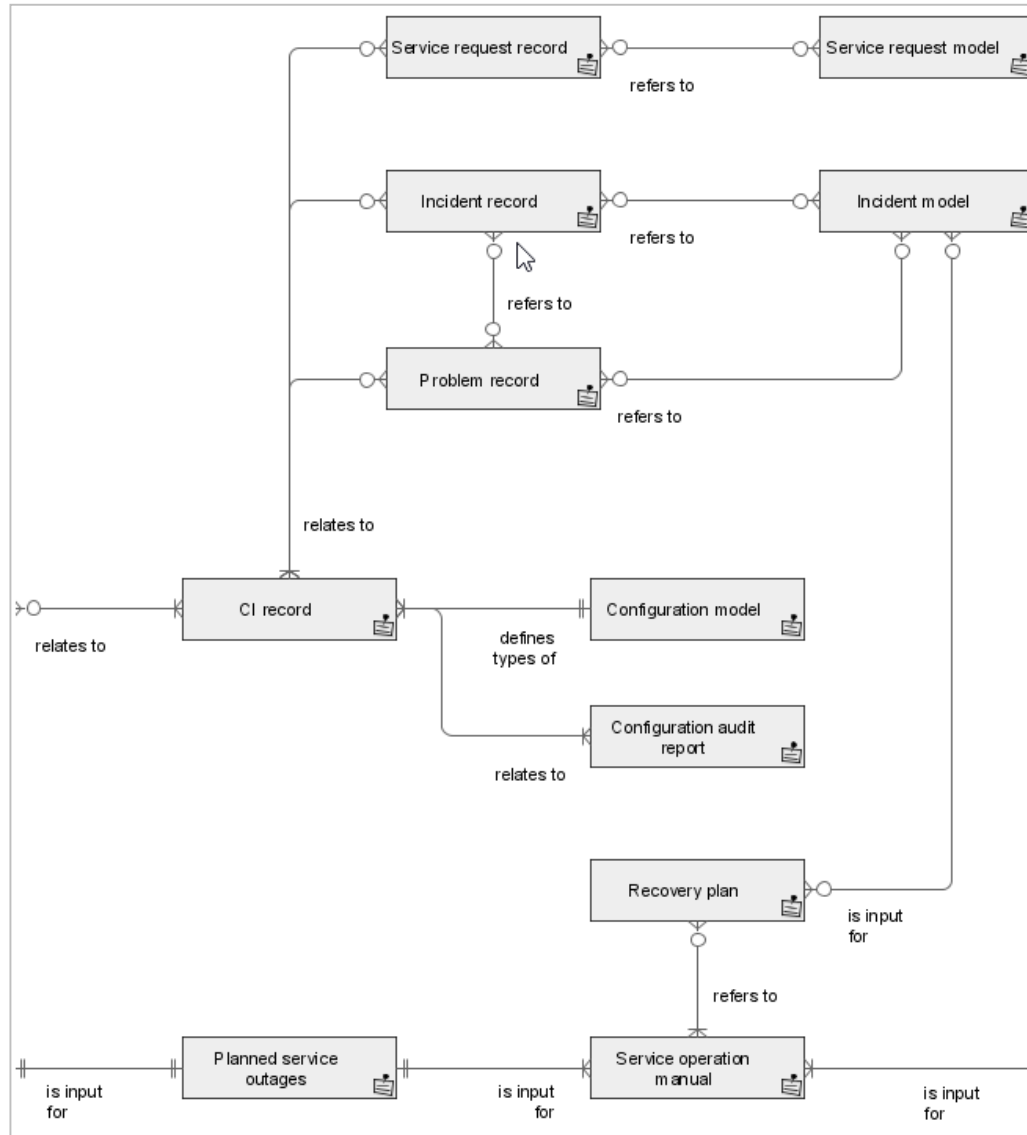 Service request record
Service request model
refers to
Incident record
Incident model
refers to
refers to
Problem record
refers to
relates to
CI record
Configuration model
relates to
defines
types of
Configuration audit
report
relates to
Recovery plan
is input
for
refers to
Planned service
outages
Service operation
manual
is input
for
is input
for
is input
for